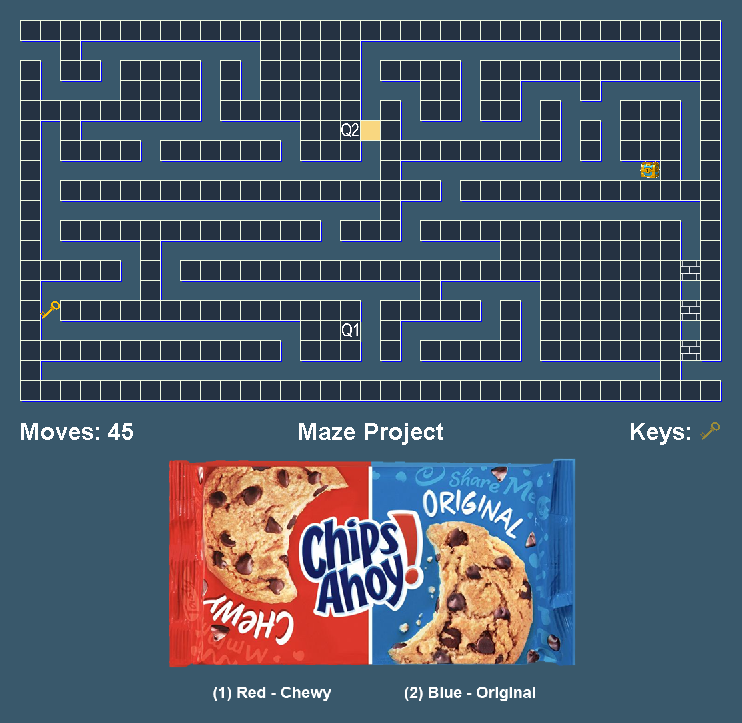 Q2
Q1
Moves: 45 Maze Project Keys:
Share Me
ORIGINAL
Chips
Ahoy!
CHEWY
(1) Red - Chewy (2) Blue - Original